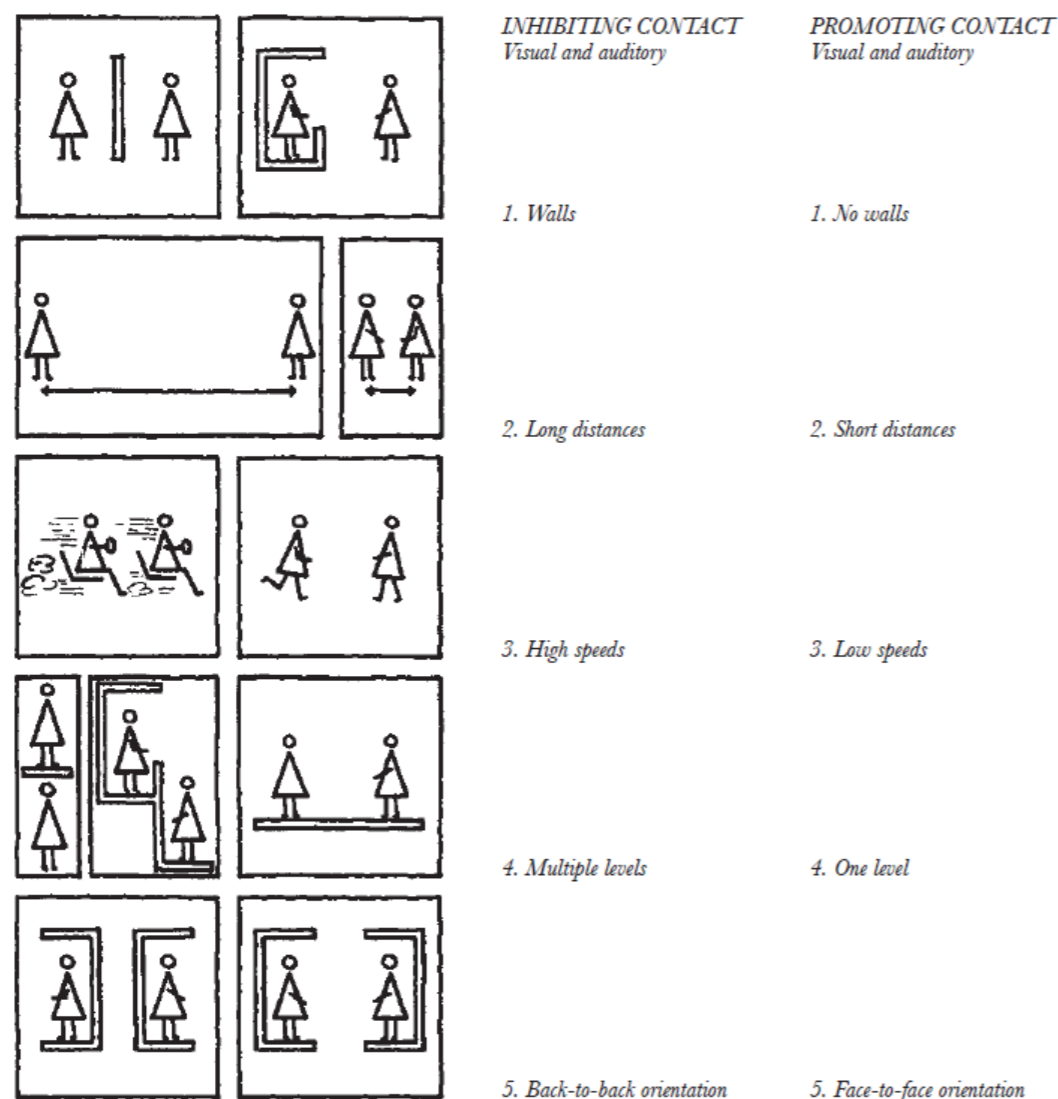 INHIBITING CONTACT
Visual and auditory
PROMOTING CONTACT
Visual and auditory
1. Walls
1. No walls
2. Long distances
2. Short distances
3. High speeds
3. Low speeds
4. Multiple levels
4. One level
5. Back-to-back orientation
5. Face-to-face orientation